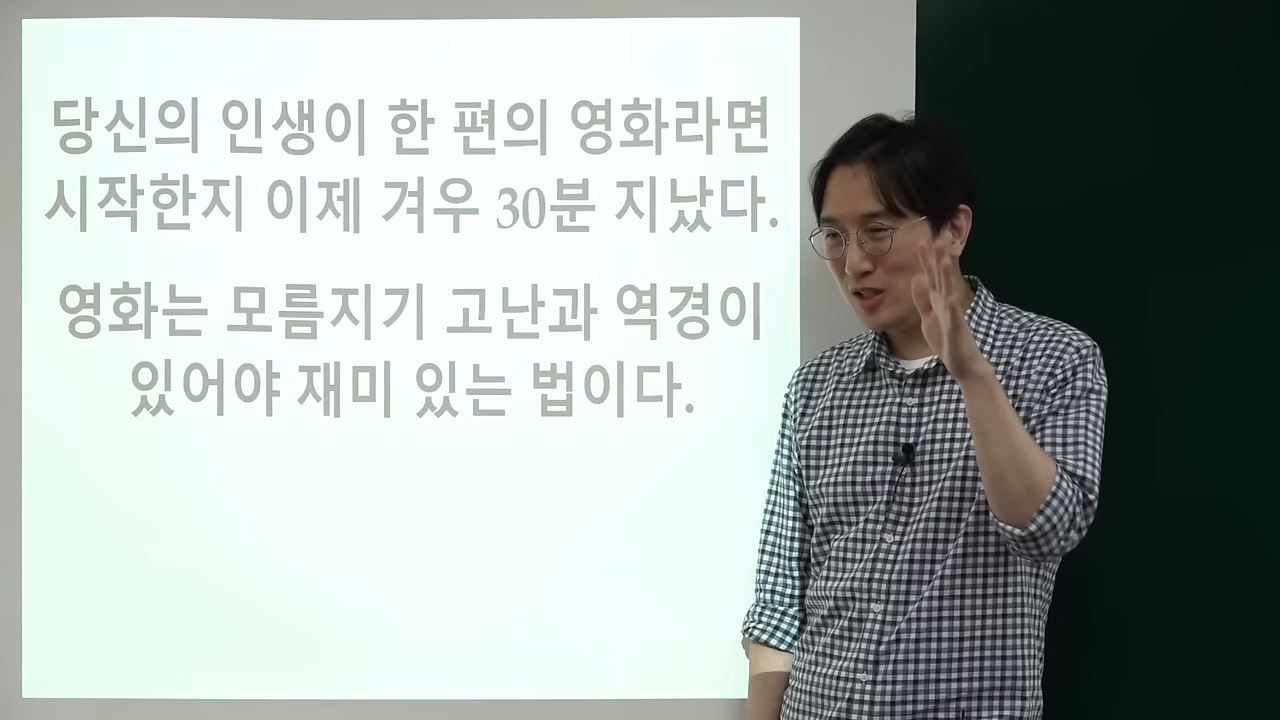 당신의 인생이 한 편의 영화라면
시작한지 이제 겨우 30분 지났다.
영화는 모름지기 고난과 역경이
있어야 재미 있는 법이다.